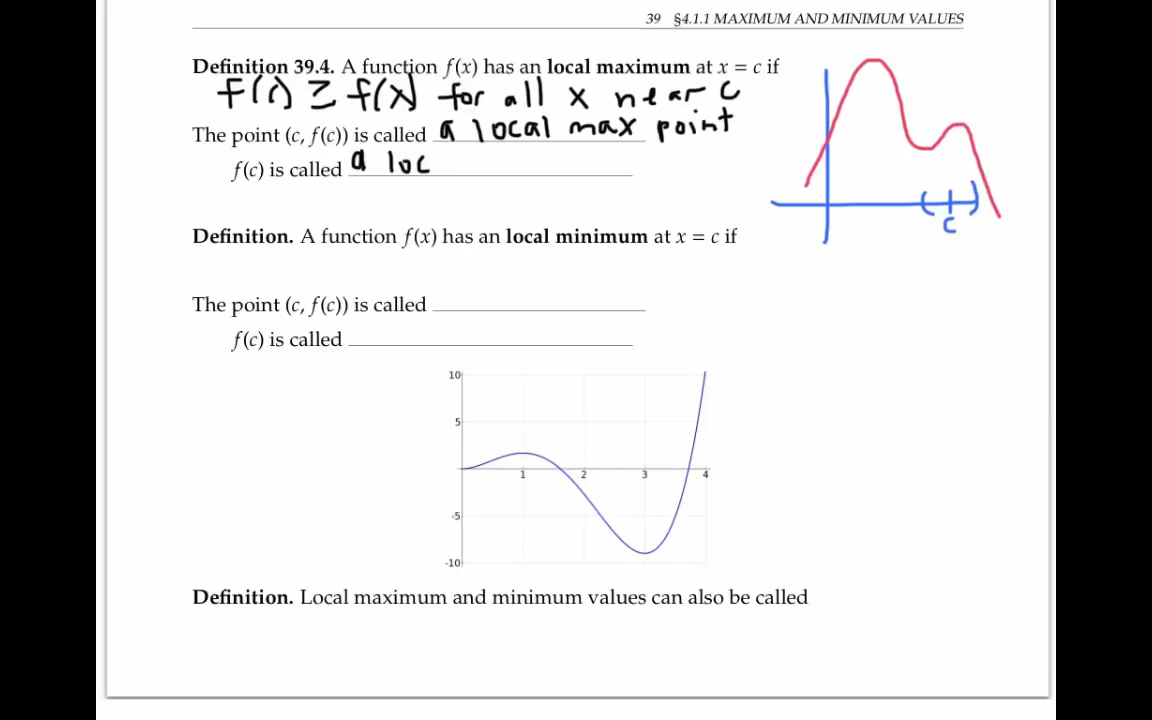 39 §4.1.1 MAXIMUM AND MINIMUM VALUES
Definition 39.4. A function f(x) has an local maximum at x = c if
f(c) ≥ f(x) for all x near c
The point (c, f(c)) is called a local max point
f(c) is called a loc
( )
c
Definition. A function f(x) has an local minimum at x = c if
The point (c, f(c)) is called
f(c) is called
10
5
1 2 3 4
-5
-10
Definition. Local maximum and minimum values can also be called